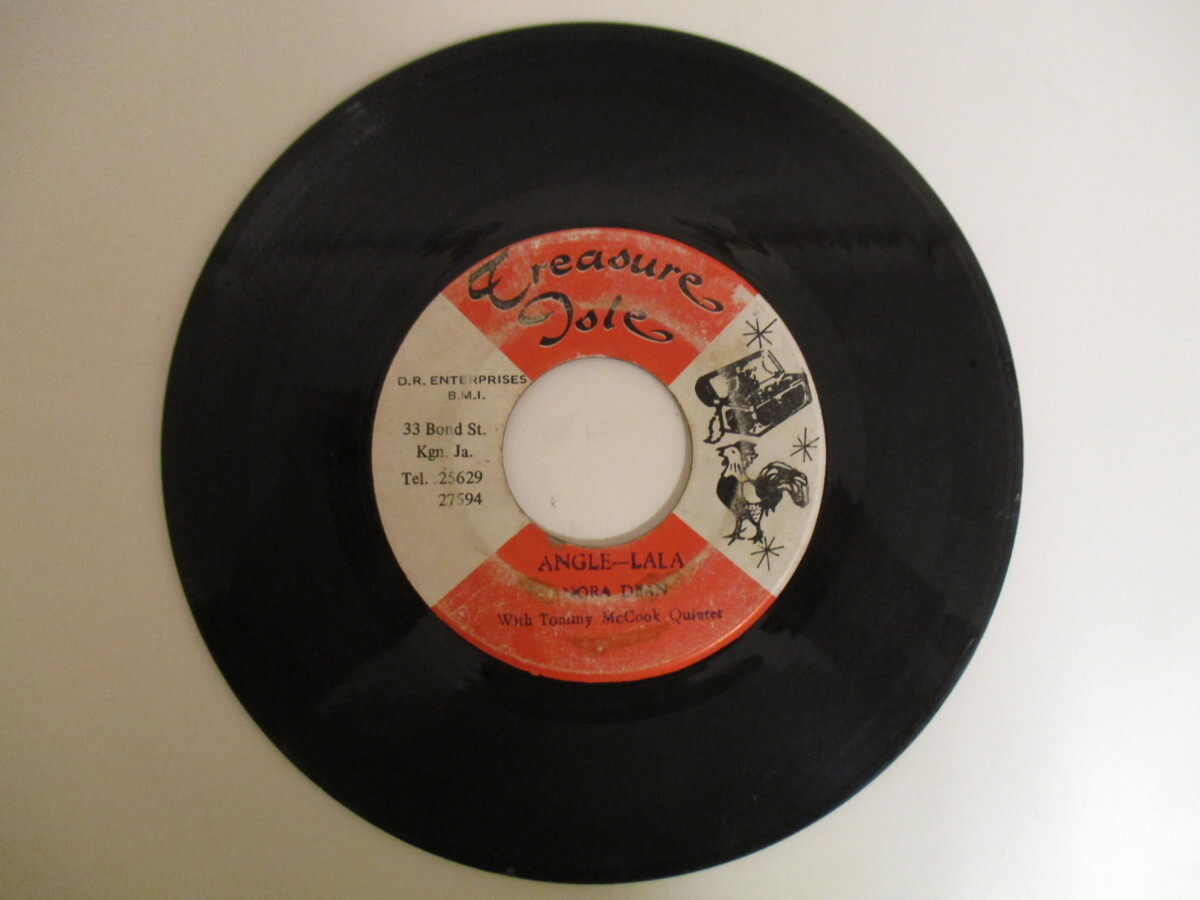 Treasure
Isle
D.R. ENTERPRISES
B.M.I.
33 Bond St.
Kgn. Ja.
Tel. 25629
27594
ANGLE—LALA
NORA DEAN
With Tommy McCook Quintet